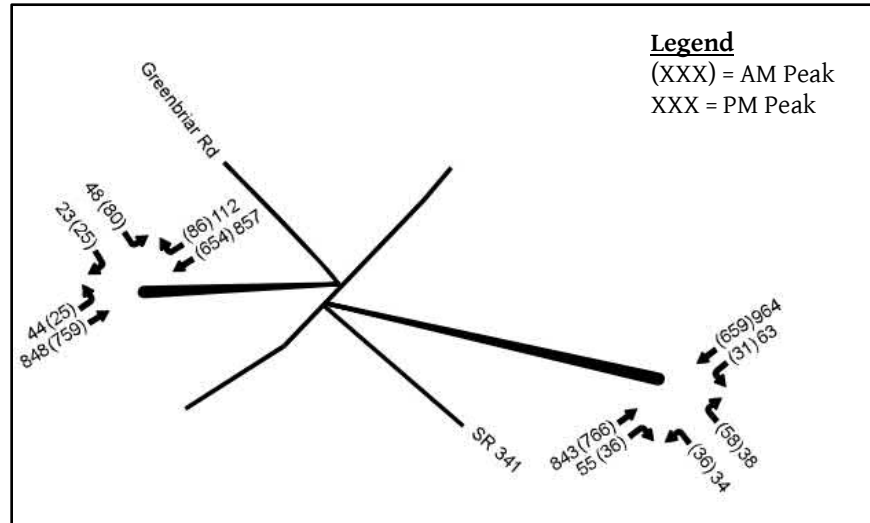 Legend
(XXX) = AM Peak
XXX = PM Peak
Greenbriar Rd
48 (80)
23 (25)
(86) 112
(654) 857
44 (25)
848 (759)
(659) 964
(31) 63
843 (766)
55 (36)
(58) 38
(36) 34
SR 341